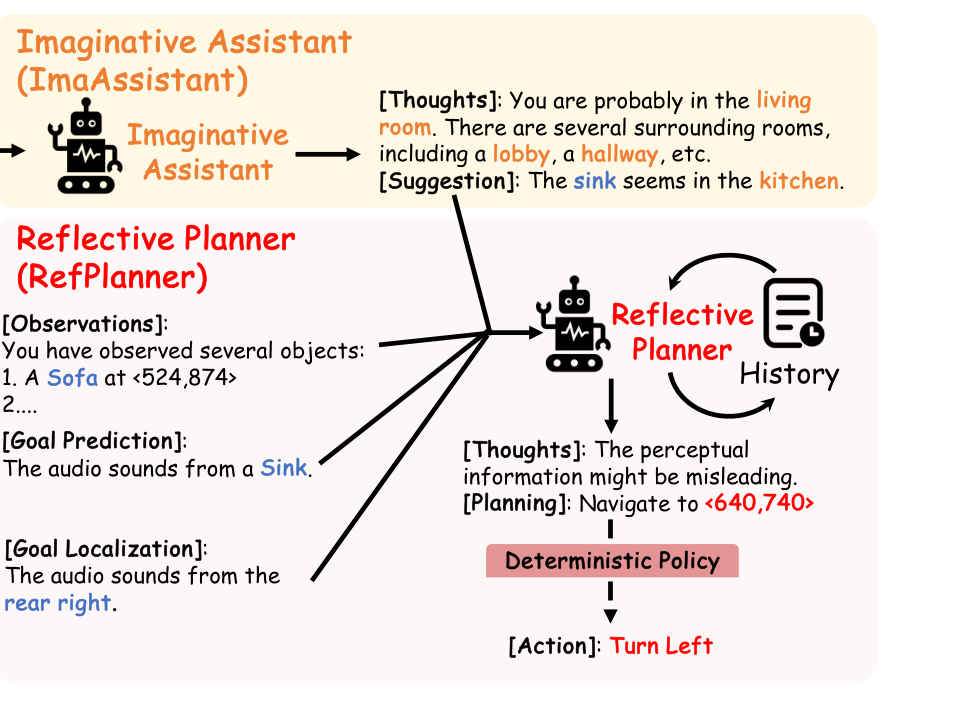 Imaginative Assistant
(ImaAssistant)
Imaginative
Assistant
[Thoughts]: You are probably in the living
room. There are several surrounding rooms,
including a lobby, a hallway, etc.
[Suggestion]: The sink seems in the kitchen.
Reflective Planner
(RefPlanner)
[Observations]:
You have observed several objects:
1. A Sofa at <524,874>
2....
[Goal Prediction]:
The audio sounds from a Sink.
[Goal Localization]:
The audio sounds from the
rear right.
Reflective
Planner
History
[Thoughts]: The perceptual
information might be misleading.
[Planning]: Navigate to <640,740>
Deterministic Policy
[Action]: Turn Left